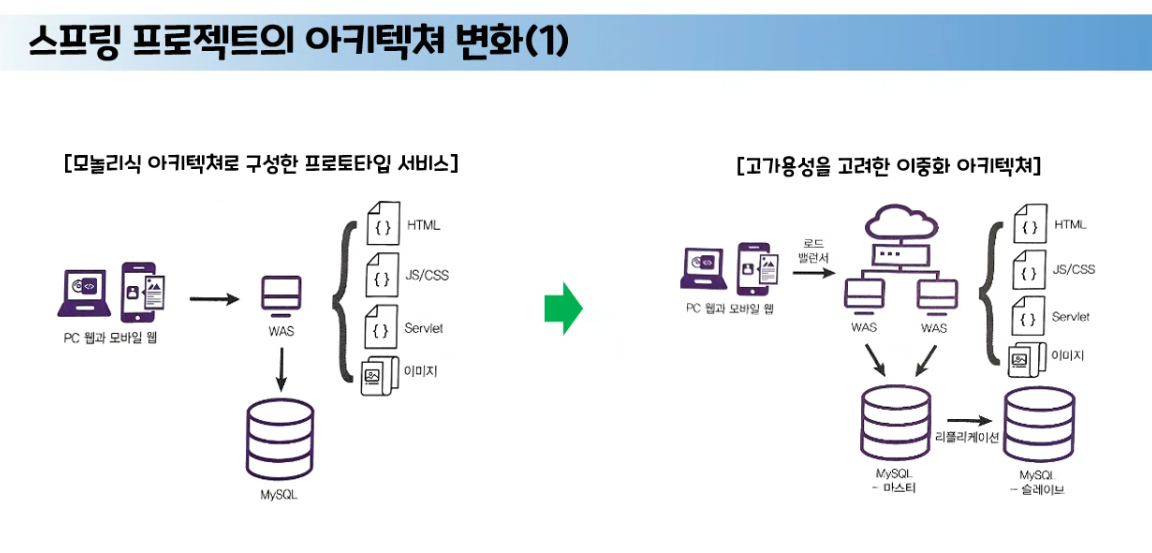 스프링 프로젝트의 아키텍쳐 변화(1)
[모놀리식 아키텍쳐로 구성한 프로토타입 서비스]
HTML
JS/CSS
Servlet
이미지
PC 웹과 모바일 웹
WAS
MySQL
[고가용성을 고려한 이중화 아키텍쳐]
로드
밸런서
HTML
JS/CSS
Servlet
이미지
PC 웹과 모바일 웹
WAS
WAS
리플리케이션
MySQL
- 마스터
MySQL
- 슬레이브